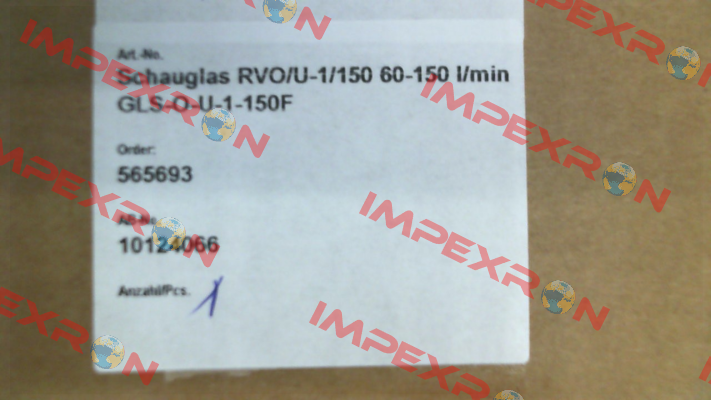 Art.-No.
Schauglas RVO/U-1/150 60-150 l/min
GLS-O-U-1-150F
Order:
565693
AB-No.
10124066
Anzahl/Pcs. 1
IMPEXRON
IMPEXRON
IMPEXRON
IMPEXRON
IMPEXRON
IMPEXRON